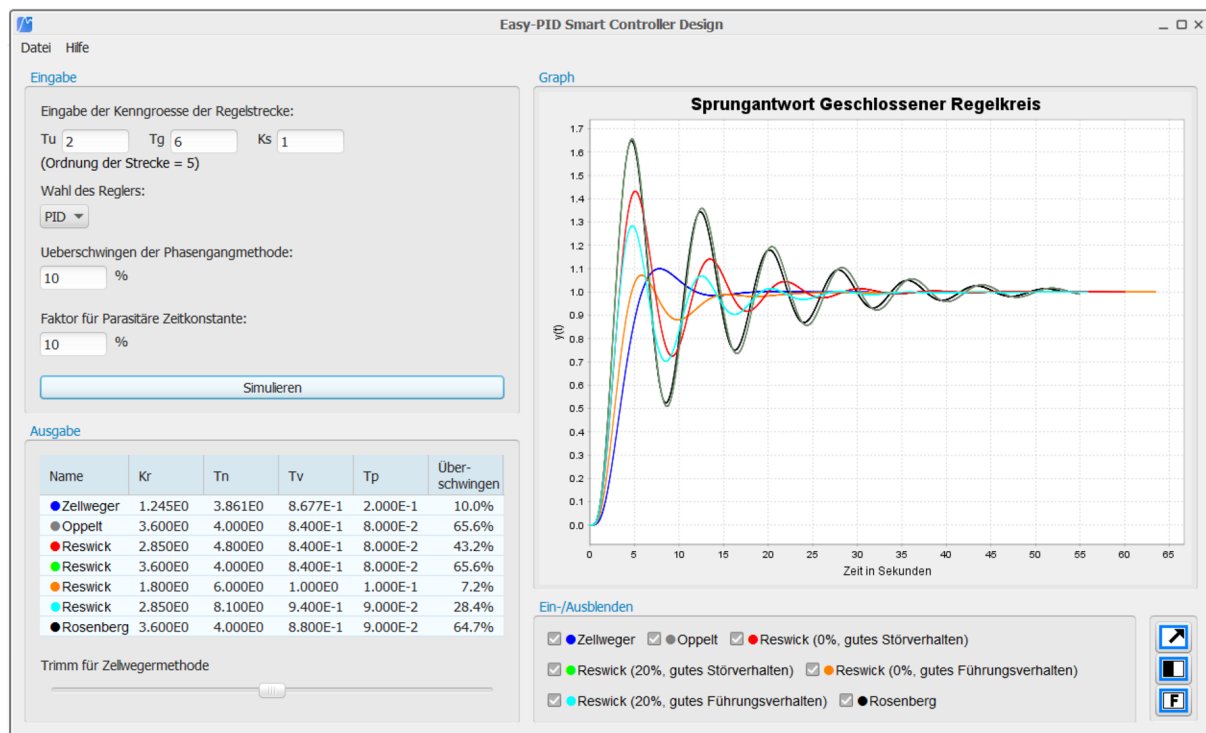 Easy-PID Smart Controller Design
Datei Hilfe
Eingabe
Eingabe der Kenngroesse der Regelstrecke:
Tu 2 Tg 6 Ks 1
(Ordnung der Strecke = 5)
Wahl des Reglers:
PID
Ueberschwingen der Phasengangmethode:
10 %
Faktor für Parasitäre Zeitkonstante:
10 %
Simulieren
Ausgabe
Name Kr Tn Tv Tp Über-
schwingen
Zellweger 1.245E0 3.861E0 8.677E-1 2.000E-1 10.0%
Oppelt 3.600E0 4.000E0 8.400E-1 8.000E-2 65.6%
Reswick 2.850E0 4.800E0 8.400E-1 8.000E-2 43.2%
Reswick 3.600E0 4.000E0 8.400E-1 8.000E-2 65.6%
Reswick 1.800E0 6.000E0 1.000E0 1.000E-1 7.2%
Reswick 2.850E0 8.100E0 9.400E-1 9.000E-2 28.4%
Rosenberg 3.600E0 4.000E0 8.800E-1 9.000E-2 64.7%
Trimm für Zellwegermethode
Graph
Sprungantwort Geschlossener Regelkreis
1.7
1.6
1.5
1.4
1.3
1.2
1.1
1.0
0.9
0.8
0.7
0.6
0.5
0.4
0.3
0.2
0.1
0.0
y(t)
0 5 10 15 20 25 30 35 40 45 50 55 60 65
Zeit in Sekunden
Ein-/Ausblenden
Zellweger Oppelt Reswick (0%, gutes Störverhalten)
Reswick (20%, gutes Störverhalten) Reswick (0%, gutes Führungsverhalten)
Reswick (20%, gutes Führungsverhalten) Rosenberg
F